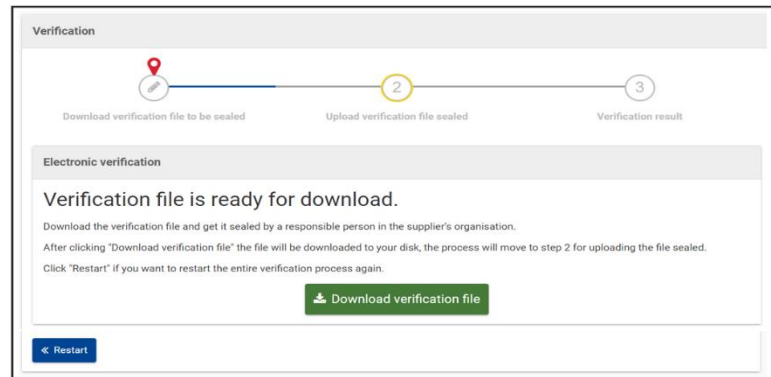 Verification
2
3
Download verification file to be sealed
Upload verification file sealed
Verification result
Electronic verification
Verification file is ready for download.
Download the verification file and get it sealed by a responsible person in the supplier's organisation.
After clicking "Download verification file" the file will be downloaded to your disk, the process will move to step 2 for uploading the file sealed.
Click "Restart" if you want to restart the entire verification process again.
Download verification file
« Restart